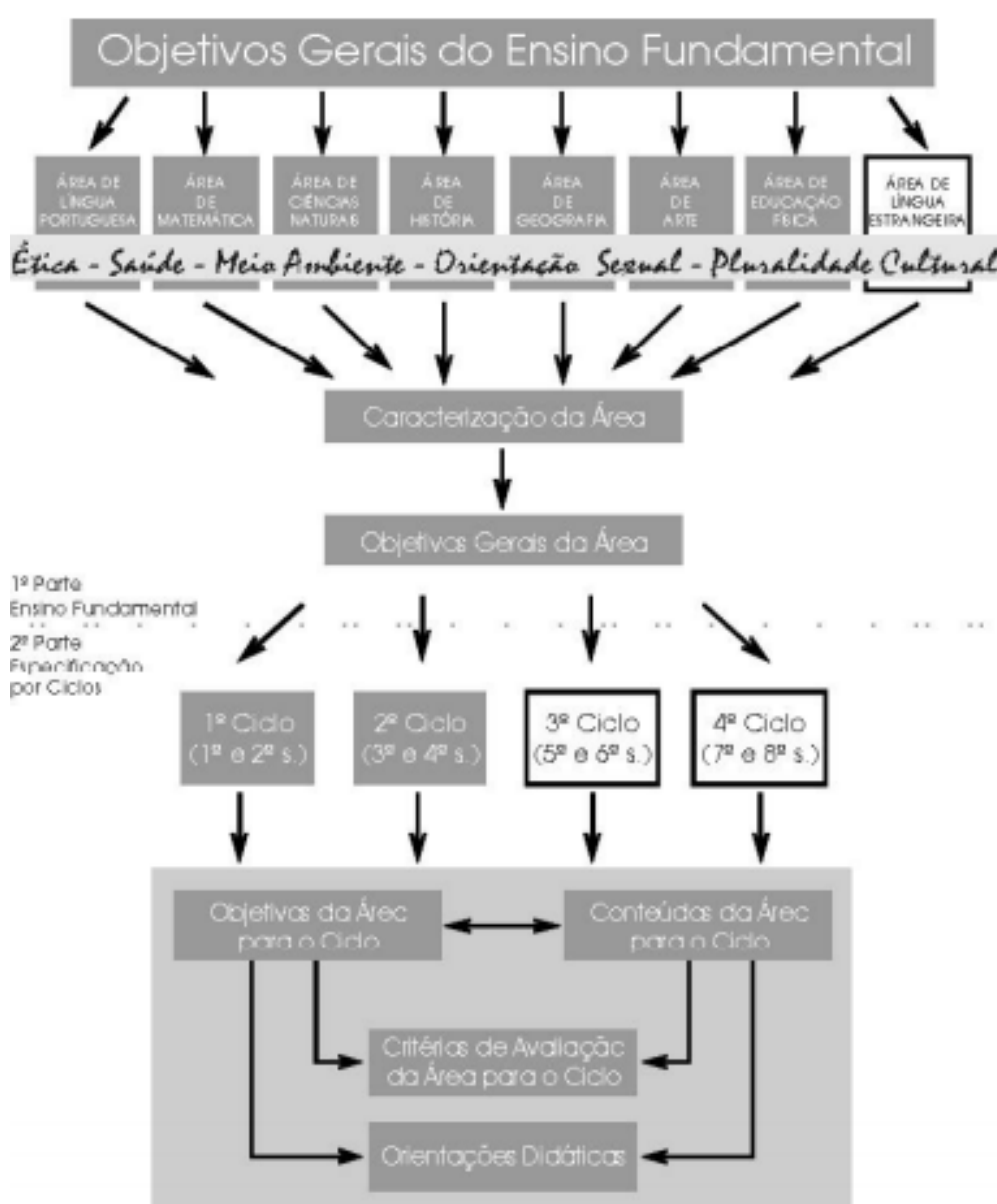 Objetivos Gerais do Ensino Fundamental
ÁREA DE
LÍNGUA
PORTUGUESA
ÁREA
DE
MATEMÁTICA
ÁREA DE
CIÊNCIAS
NATURAIS
ÁREA
DE
HISTÓRIA
ÁREA
DE
GEOGRAFIA
ÁREA
DE
ARTE
ÁREA DE
EDUCAÇÃO
FÍSICA
ÁREA DE
LÍNGUA
ESTRANGEIRA
Ética - Saúde - Meio Ambiente - Orientação Sexual - Pluralidade Cultural
Caracterização da Área
Objetivos Gerais da Área
1ª Parte
Ensino Fundamental
2ª Parte
Especificação
por Ciclos
1º Ciclo
(1ª e 2ª s.)
2º Ciclo
(3ª e 4ª s.)
3º Ciclo
(5ª e 6ª s.)
4º Ciclo
(7ª e 8ª s.)
Objetivos da Área
para o Ciclo
Conteúdos da Área
para o Ciclo
Critérios de Avaliação
da Área para o Ciclo
Orientações Didáticas